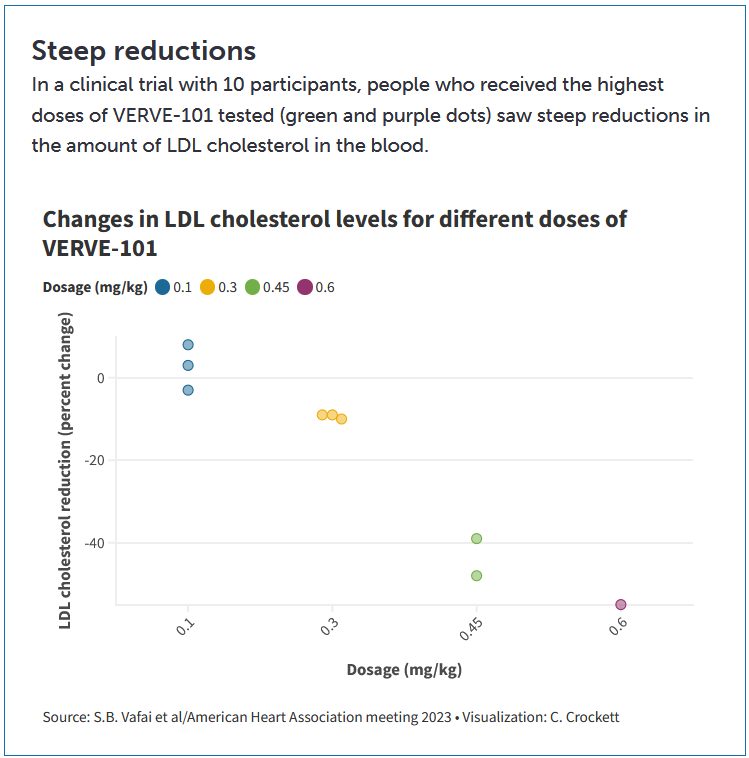 Steep reductions
In a clinical trial with 10 participants, people who received the highest
doses of VERVE-101 tested (green and purple dots) saw steep reductions in
the amount of LDL cholesterol in the blood.
Changes in LDL cholesterol levels for different doses of
VERVE-101
Dosage (mg/kg) 0.1 0.3 0.45 0.6
LDL cholesterol reduction (percent change)
0
-20
-40
0.1 0.3 0.45 0.6
Dosage (mg/kg)
Source: S.B. Vafai et al/American Heart Association meeting 2023 • Visualization: C. Crockett